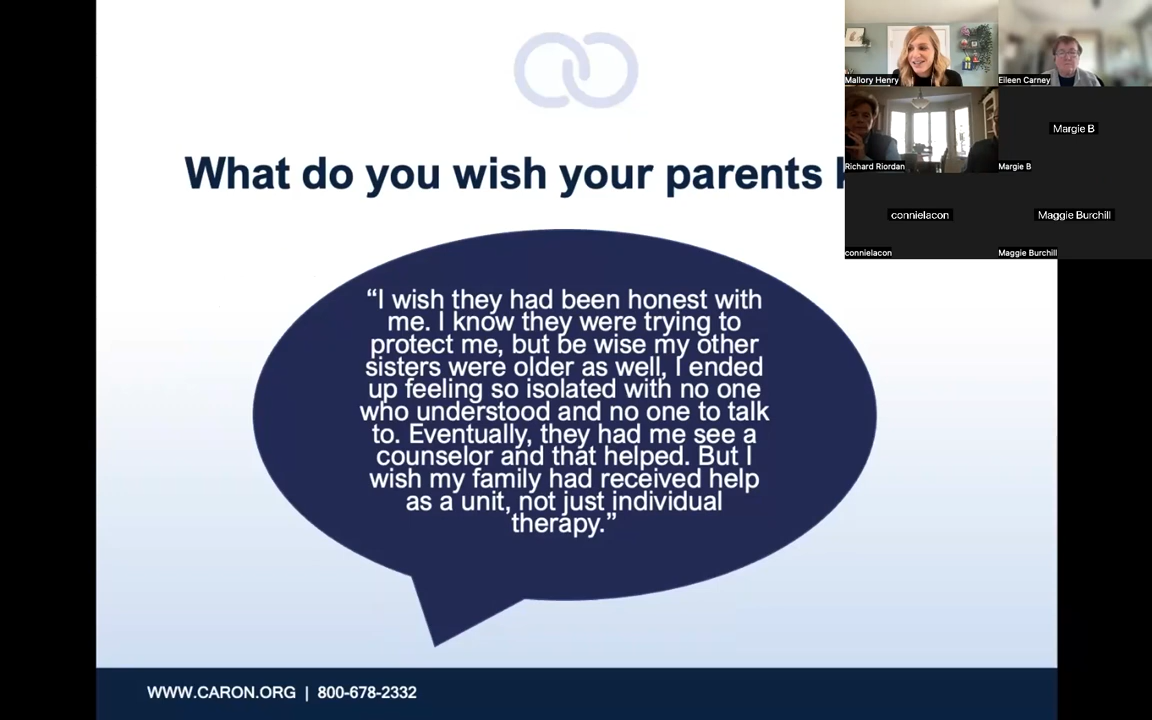 What do you wish your parents
“I wish they had been honest with
me. I know they were trying to
protect me, but be wise my other
sisters were older as well, I ended
up feeling so isolated with no one
who understood and no one to talk
to. Eventually, they had me see a
counselor and that helped. But I
wish my family had received help
as a unit, not just individual
therapy.”
WWW.CARON.ORG | 800-678-2332
Mallory Henry
Eileen Carney
Richard Riordan
Margie B
Margie B
connielacon
connielacon
Maggie Burchill
Maggie Burchill